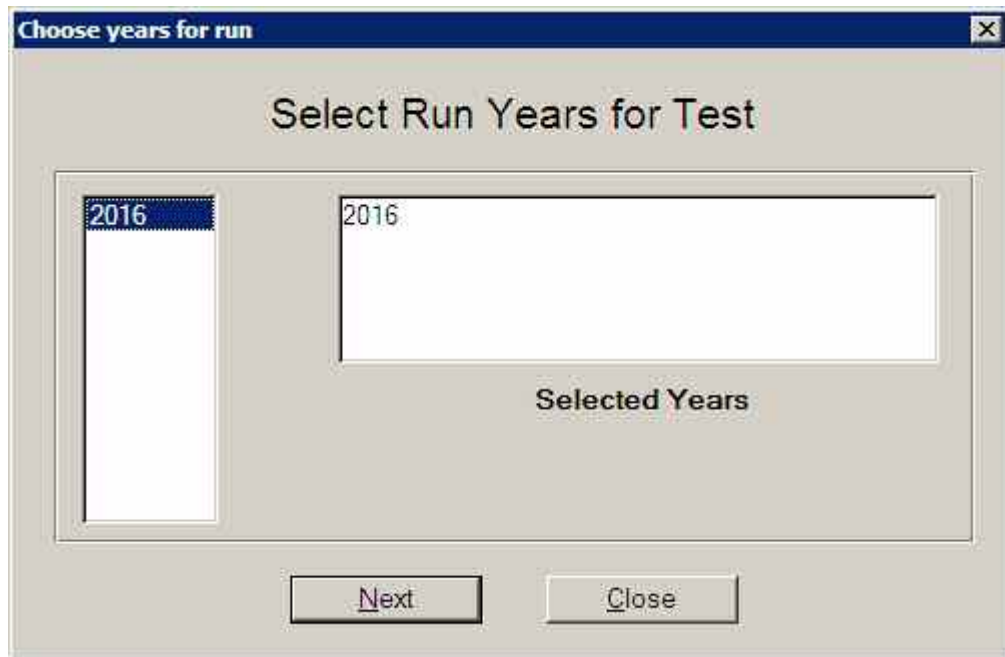 Choose years for run
Select Run Years for Test
2016
2016
Selected Years
Next
Close